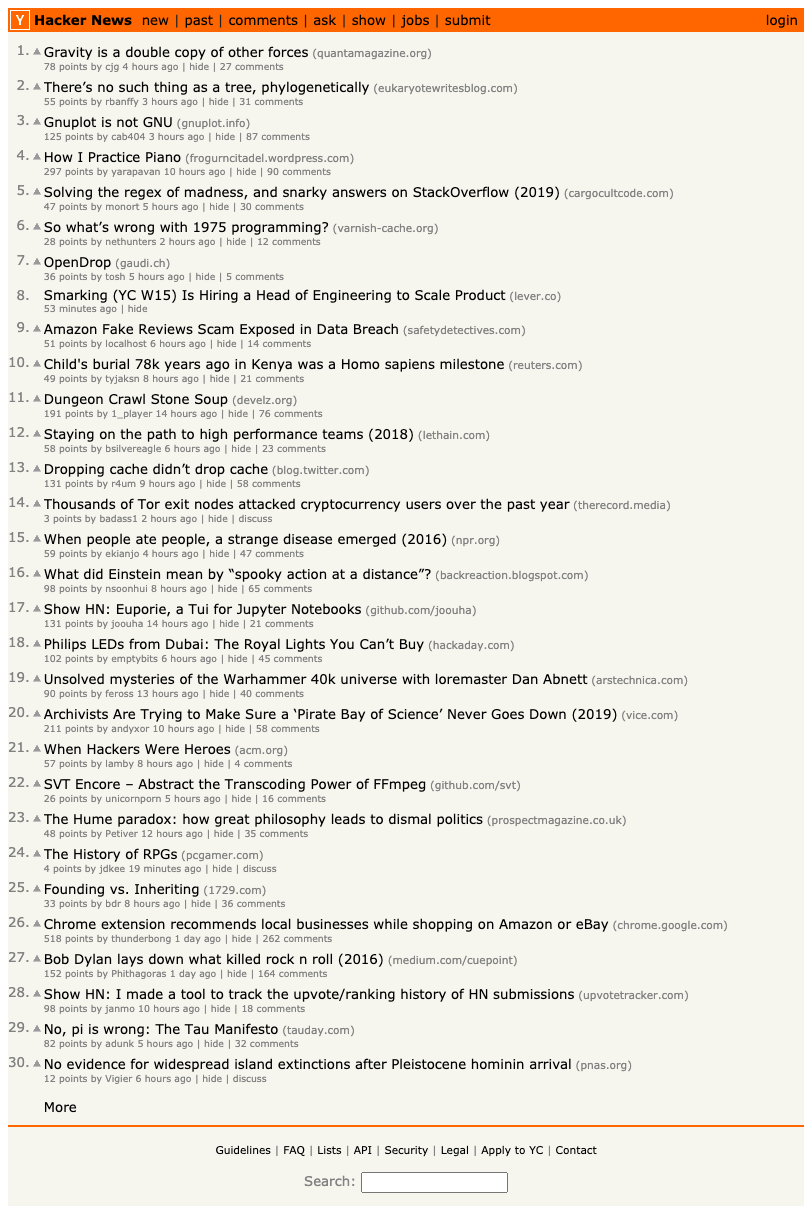 Y Hacker News new | past | comments | ask | show | jobs | submit login
1. Gravity is a double copy of other forces (quantamagazine.org)
78 points by cjg 4 hours ago | hide | 27 comments
2. There’s no such thing as a tree, phylogenetically (eukaryotewritesblog.com)
55 points by rbanffy 3 hours ago | hide | 31 comments
3. Gnuplot is not GNU (gnuplot.info)
125 points by cab404 3 hours ago | hide | 87 comments
4. How I Practice Piano (frogurncitadel.wordpress.com)
297 points by yarapavan 10 hours ago | hide | 90 comments
5. Solving the regex of madness, and snarky answers on StackOverflow (2019) (cargocultcode.com)
47 points by monort 5 hours ago | hide | 30 comments
6. So what’s wrong with 1975 programming? (varnish-cache.org)
28 points by nethunters 2 hours ago | hide | 12 comments
7. OpenDrop (gaudi.ch)
36 points by tosh 5 hours ago | hide | 5 comments
8. Smarking (YC W15) Is Hiring a Head of Engineering to Scale Product (lever.co)
53 minutes ago | hide
9. Amazon Fake Reviews Scam Exposed in Data Breach (safetydetectives.com)
51 points by localhost 6 hours ago | hide | 14 comments
10. Child's burial 78k years ago in Kenya was a Homo sapiens milestone (reuters.com)
49 points by tyjaksn 8 hours ago | hide | 21 comments
11. Dungeon Crawl Stone Soup (develz.org)
191 points by 1_player 14 hours ago | hide | 76 comments
12. Staying on the path to high performance teams (2018) (lethain.com)
58 points by bsilvereagle 6 hours ago | hide | 23 comments
13. Dropping cache didn’t drop cache (blog.twitter.com)
131 points by r4um 9 hours ago | hide | 58 comments
14. Thousands of Tor exit nodes attacked cryptocurrency users over the past year (therecord.media)
3 points by badass1 2 hours ago | hide | discuss
15. When people ate people, a strange disease emerged (2016) (npr.org)
59 points by ekianjo 4 hours ago | hide | 47 comments
16. What did Einstein mean by “spooky action at a distance”? (backreaction.blogspot.com)
98 points by nsoonhui 8 hours ago | hide | 65 comments
17. Show HN: Euporie, a Tui for Jupyter Notebooks (github.com/joouha)
131 points by joouha 14 hours ago | hide | 21 comments
18. Philips LEDs from Dubai: The Royal Lights You Can’t Buy (hackaday.com)
102 points by emptybits 6 hours ago | hide | 45 comments
19. Unsolved mysteries of the Warhammer 40k universe with loremaster Dan Abnett (arstechnica.com)
90 points by feross 13 hours ago | hide | 40 comments
20. Archivists Are Trying to Make Sure a ‘Pirate Bay of Science’ Never Goes Down (2019) (vice.com)
211 points by andyxor 10 hours ago | hide | 58 comments
21. When Hackers Were Heroes (acm.org)
57 points by lamby 8 hours ago | hide | 4 comments
22. SVT Encore – Abstract the Transcoding Power of FFmpeg (github.com/svt)
26 points by unicornporn 5 hours ago | hide | 16 comments
23. The Hume paradox: how great philosophy leads to dismal politics (prospectmagazine.co.uk)
48 points by Petiver 12 hours ago | hide | 35 comments
24. The History of RPGs (pcgamer.com)
4 points by jdkee 19 minutes ago | hide | discuss
25. Founding vs. Inheriting (1729.com)
33 points by bdr 8 hours ago | hide | 36 comments
26. Chrome extension recommends local businesses while shopping on Amazon or eBay (chrome.google.com)
518 points by thunderbong 1 day ago | hide | 262 comments
27. Bob Dylan lays down what killed rock n roll (2016) (medium.com/cuepoint)
152 points by Phithagoras 1 day ago | hide | 164 comments
28. Show HN: I made a tool to track the upvote/ranking history of HN submissions (upvotetracker.com)
98 points by janmo 10 hours ago | hide | 18 comments
29. No, pi is wrong: The Tau Manifesto (tauday.com)
82 points by adunk 5 hours ago | hide | 32 comments
30. No evidence for widespread island extinctions after Pleistocene hominin arrival (pnas.org)
12 points by Vigier 6 hours ago | hide | discuss
More
Guidelines | FAQ | Lists | API | Security | Legal | Apply to YC | Contact
Search: